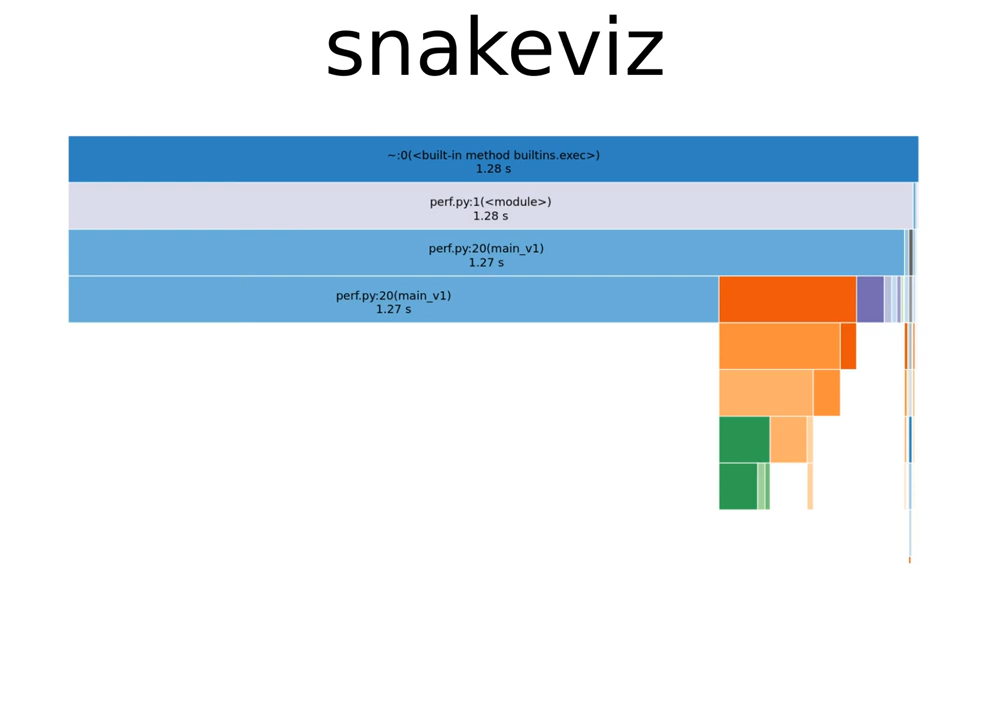 snakeviz
~:0(<built-in method builtins.exec>)
1.28 s
perf.py:1(<module>)
1.28 s
perf.py:20(main_v1)
1.27 s
perf.py:20(main_v1)
1.27 s